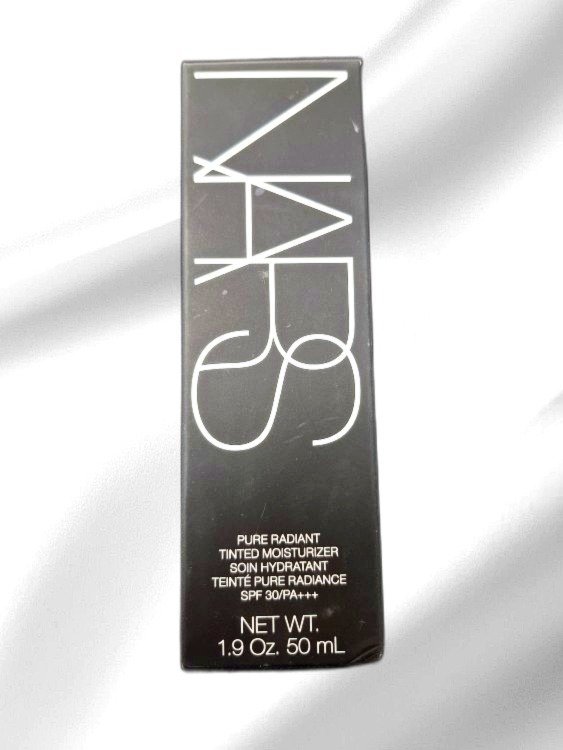 NARS
PURE RADIANT
TINTED MOISTURIZER
SOIN HYDRATANT
TEINTÉ PURE RADIANCE
SPF 30/PA+++
NET WT.
1.9 Oz. 50 mL